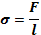 σ = F/l